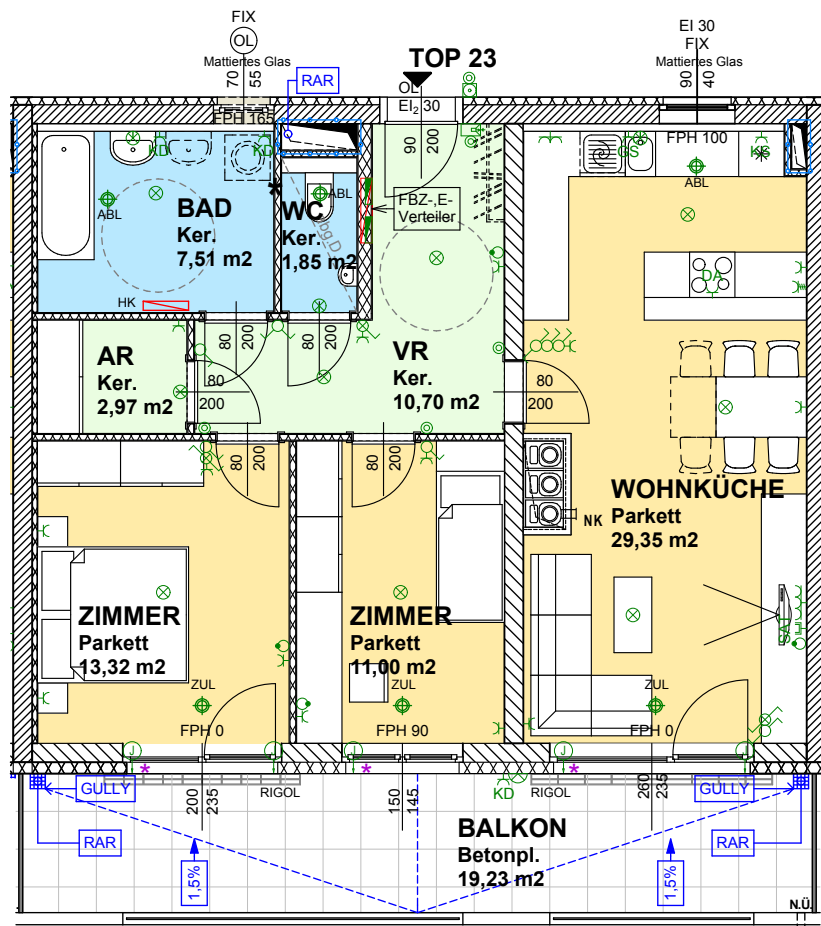 FIX
OL
Mattiertes Glas
70
55
FPH 165
RAR
TOP 23
OL
EI₂ 30
90
200
EI 30
FIX
Mattiertes Glas
90
40
FPH 100
KD
KD
GS
KS
ABL
ABL
ABL
BAD
Ker.
7,51 m2
*
WC
Ker.
1,85 m2
FBZ-,E-
Verteiler
HK
DA
80
200
80
200
AR
Ker.
2,97 m2
80
200
VR
Ker.
10,70 m2
80
200
80
200
80
200
WOHNKÜCHE
Parkett
29,35 m2
NK
ZIMMER
Parkett
13,32 m2
ZIMMER
Parkett
11,00 m2
SAT
ZUL
ZUL
ZUL
FPH 0
FPH 90
FPH 0
J
J
J
J
*
*
*
GULLY
RIGOL
KD
RIGOL
GULLY
200
235
150
145
260
235
RAR
RAR
BALKON
Betonpl.
19,23 m2
1,5%
1,5%
N.Ü.